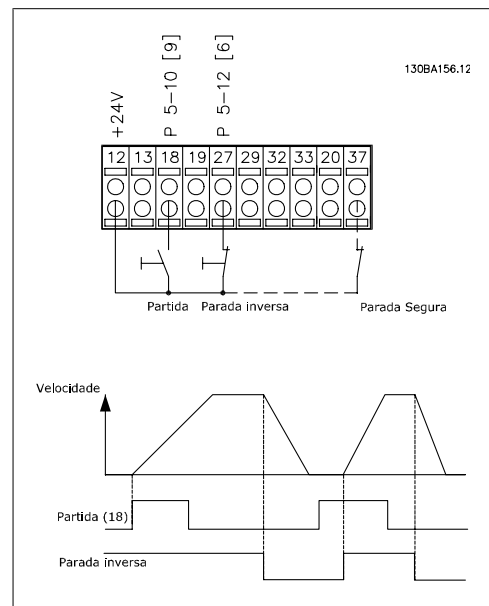 130BA156.12
+24V
P 5-10 [9]
P 5-12 [6]
12 13 18 19 27 29 32 33 20 37
Partida Parada inversa Parada Segura
Velocidade
Partida (18)
Parada inversa